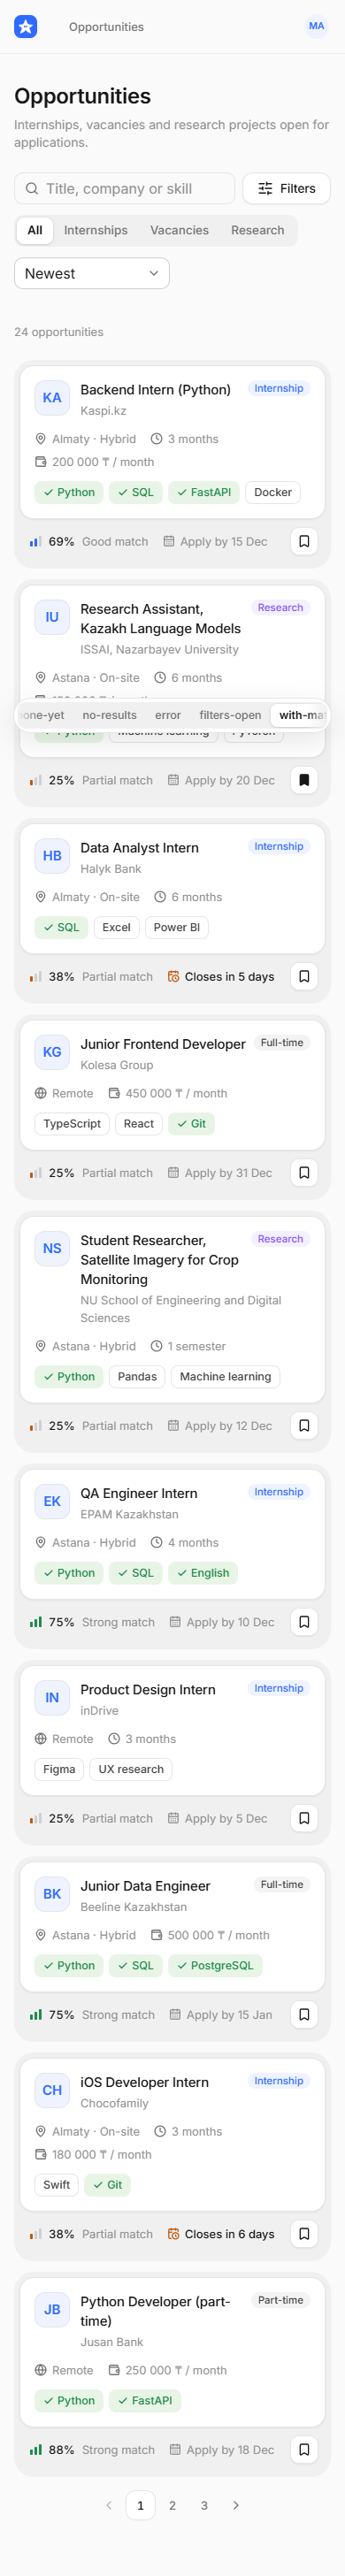 Opportunities
MA
Opportunities
Internships, vacancies and research projects open for
applications.
Title, company or skill
Filters
All Internships Vacancies Research
Newest
24 opportunities
KA
Backend Intern (Python)
Internship
Kaspi.kz
Almaty · Hybrid 3 months
200 000 ₸ / month
Python SQL FastAPI Docker
69% Good match Apply by 15 Dec
IU
Research Assistant,
Kazakh Language Models
Research
ISSAI, Nazarbayev University
Astana · On-site 6 months
no-results error filters-open
Python Machine learning PyTorch
25% Partial match Apply by 20 Dec
HB
Data Analyst Intern
Internship
Halyk Bank
Almaty · On-site 6 months
SQL Excel Power BI
38% Partial match Closes in 5 days
KG
Junior Frontend Developer
Full-time
Kolesa Group
Remote 450 000 ₸ / month
TypeScript React Git
25% Partial match Apply by 31 Dec
NS
Student Researcher,
Satellite Imagery for Crop
Monitoring
Research
NU School of Engineering and Digital
Sciences
Astana · Hybrid 1 semester
Python Pandas Machine learning
25% Partial match Apply by 12 Dec
EK
QA Engineer Intern
Internship
EPAM Kazakhstan
Astana · Hybrid 4 months
Python SQL English
75% Strong match Apply by 10 Dec
IN
Product Design Intern
Internship
inDrive
Remote 3 months
Figma UX research
25% Partial match Apply by 5 Dec
BK
Junior Data Engineer
Full-time
Beeline Kazakhstan
Astana · Hybrid 500 000 ₸ / month
Python SQL PostgreSQL
75% Strong match Apply by 15 Jan
CH
iOS Developer Intern
Internship
Chocofamily
Almaty · On-site 3 months
180 000 ₸ / month
Swift Git
38% Partial match Closes in 6 days
JB
Python Developer (part-
time)
Part-time
Jusan Bank
Remote 250 000 ₸ / month
Python FastAPI
88% Strong match Apply by 18 Dec
1 2 3